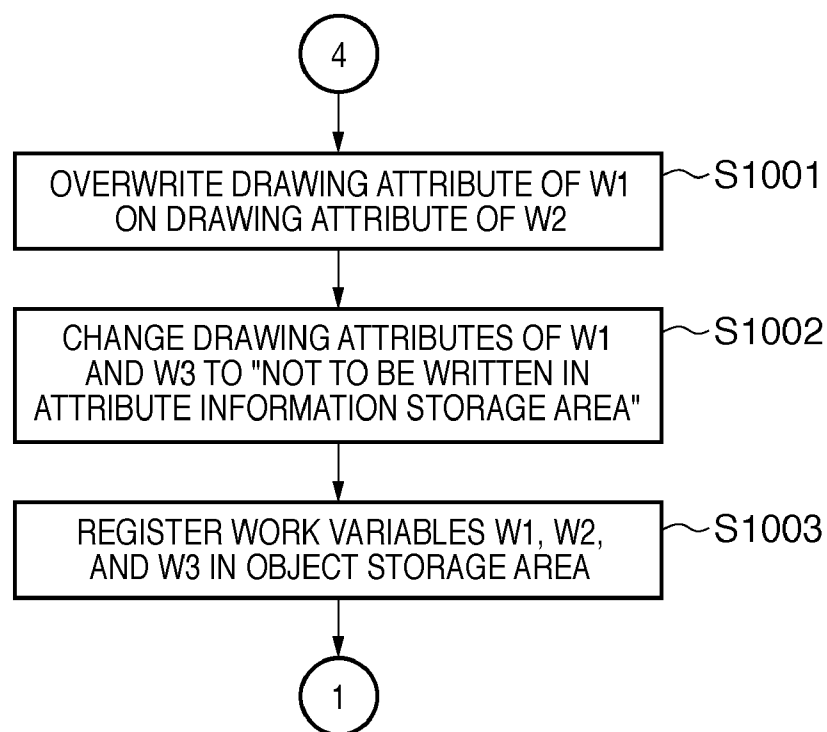 4
OVERWRITE DRAWING ATTRIBUTE OF W1
ON DRAWING ATTRIBUTE OF W2
S1001
CHANGE DRAWING ATTRIBUTES OF W1
AND W3 TO "NOT TO BE WRITTEN IN
ATTRIBUTE INFORMATION STORAGE AREA"
S1002
REGISTER WORK VARIABLES W1, W2,
AND W3 IN OBJECT STORAGE AREA
S1003
1